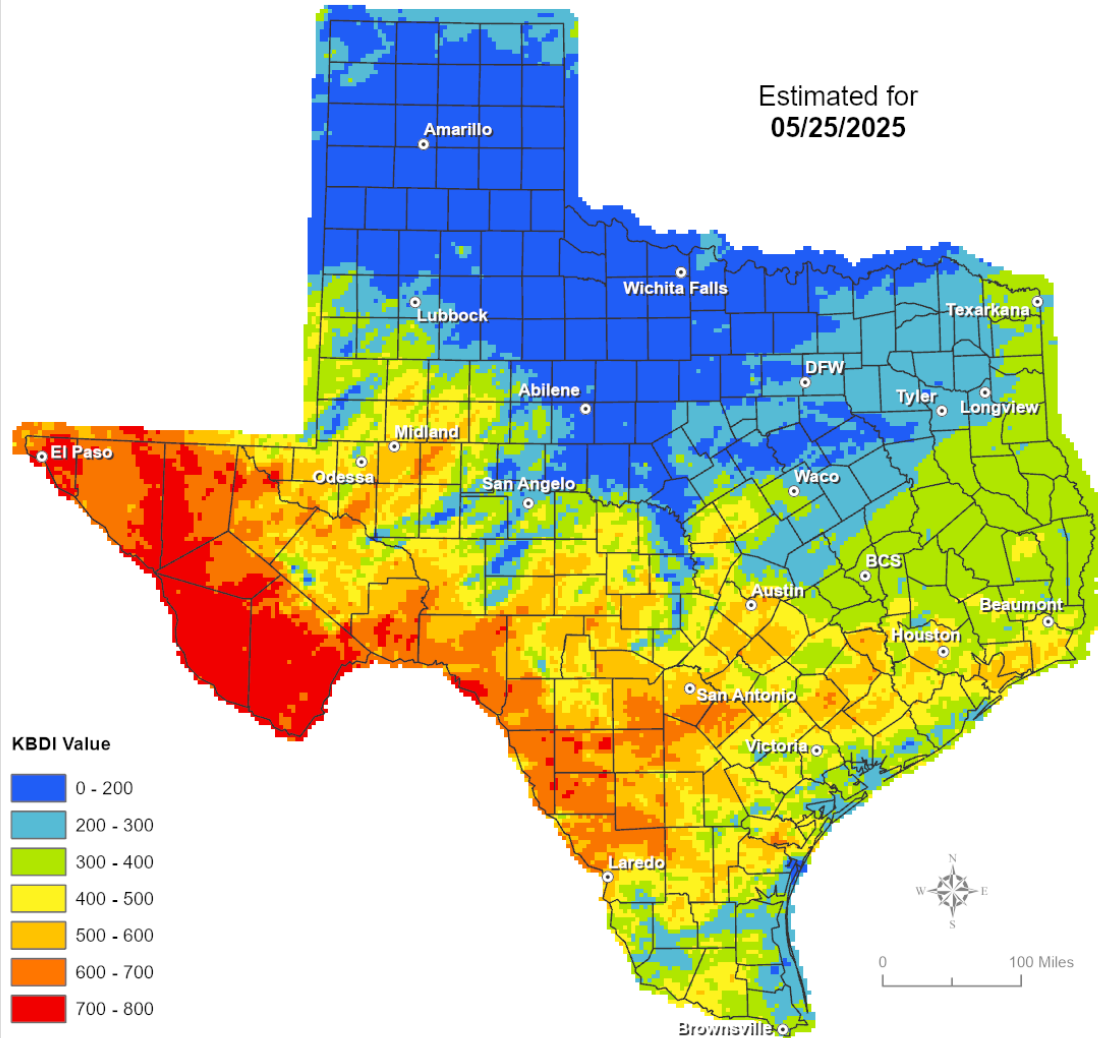 Estimated for
05/25/2025
Amarillo
Wichita Falls
Lubbock
Texarkana
DFW
Abilene
Tyler
Longview
Midland
El Paso
Odessa
San Angelo
Waco
BCS
Austin
Beaumont
Houston
San Antonio
Victoria
Laredo
Brownsville
KBDI Value
0 - 200
200 - 300
300 - 400
400 - 500
500 - 600
600 - 700
700 - 800
N
W E
S
0 100 Miles